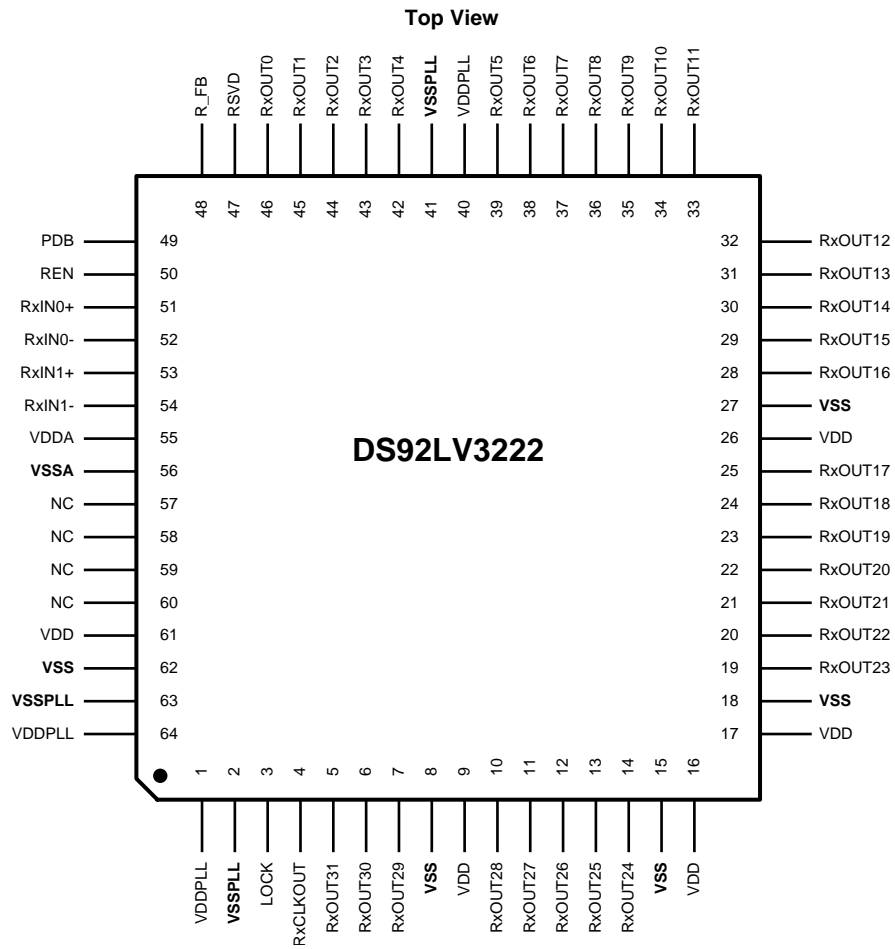 Top View
R_FB
RSVD
RxOUT0
RxOUT1
RxOUT2
RxOUT3
RxOUT4
VSSPLL
VDDPLL
RxOUT5
RxOUT6
RxOUT7
RxOUT8
RxOUT9
RxOUT10
RxOUT11
48
47
46
45
44
43
42
41
40
39
38
37
36
35
34
33
PDB 49
REN 50
RxIN0+ 51
RxIN0- 52
RxIN1+ 53
RxIN1- 54
VDDA 55
VSSA 56
NC 57
NC 58
NC 59
NC 60
VDD 61
VSS 62
VSSPLL 63
VDDPLL 64
DS92LV3222
32 RxOUT12
31 RxOUT13
30 RxOUT14
29 RxOUT15
28 RxOUT16
27 VSS
26 VDD
25 RxOUT17
24 RxOUT18
23 RxOUT19
22 RxOUT20
21 RxOUT21
20 RxOUT22
19 RxOUT23
18 VSS
17 VDD
1
2
3
4
5
6
7
8
9
10
11
12
13
14
15
16
VDDPLL
VSSPLL
LOCK
RxCLKOUT
RxOUT31
RxOUT30
RxOUT29
VSS
VDD
RxOUT28
RxOUT27
RxOUT26
RxOUT25
RxOUT24
VSS
VDD